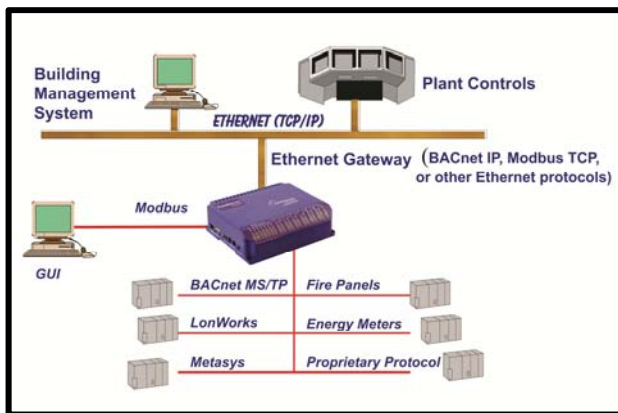 Building
Management
System
Plant Controls
ETHERNET (TCP/IP)
Ethernet Gateway (BACnet IP, Modbus TCP,
or other Ethernet protocols)
Modbus
GUI
BACnet MS/TP
Fire Panels
LonWorks
Energy Meters
Metasys
Proprietary Protocol